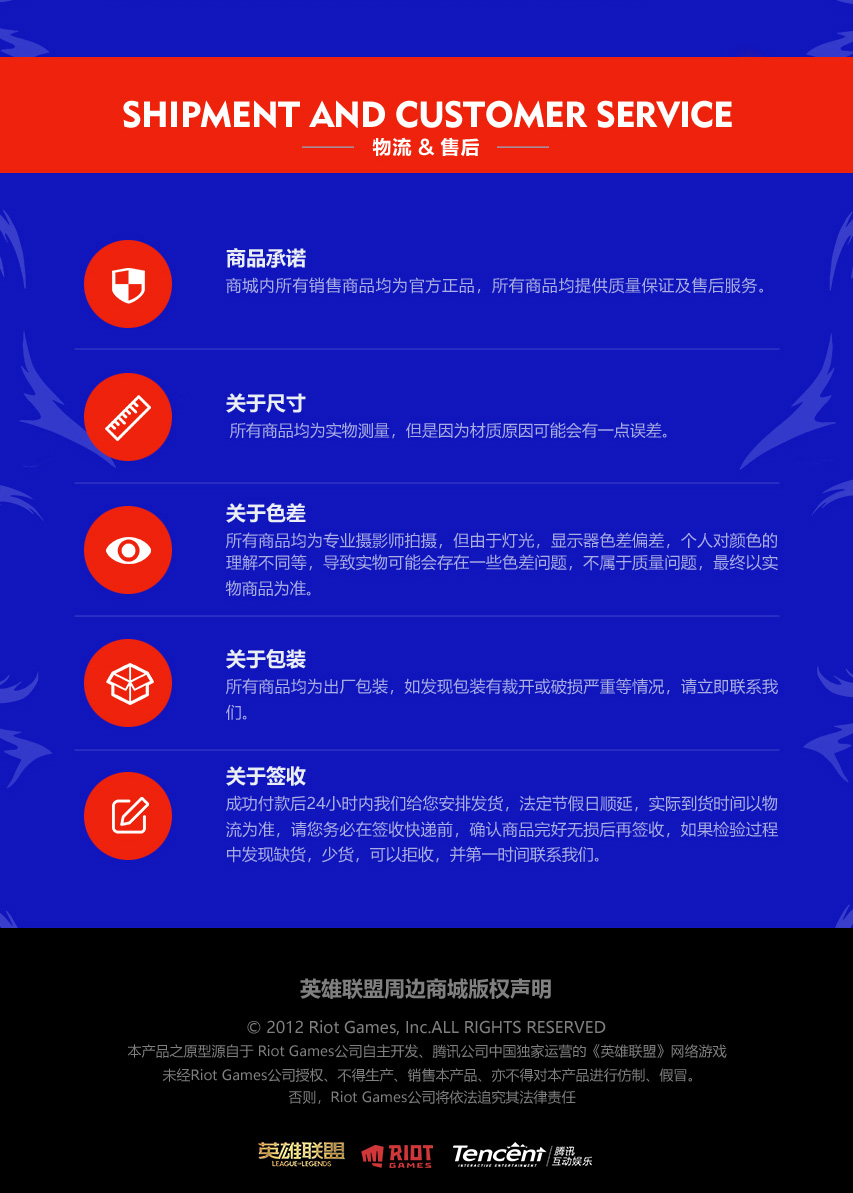 SHIPMENT AND CUSTOMER SERVICE
物流 & 售后
商品承诺
商城内所有销售商品均为官方正品，所有商品均提供质量保证及售后服务。
关于尺寸
所有商品均为实物测量，但是因为材质原因可能会有一点误差。
关于色差
所有商品均为专业摄影师拍摄，但由于灯光，显示器色差偏差，个人对颜色的
理解不同等，导致实物可能会存在一些色差问题，不属于质量问题，最终以实
物商品为准。
关于包装
所有商品均为出厂包装，如发现包装有裁开或破损严重等情况，请立即联系我
们。
关于签收
成功付款后24小时内我们给您安排发货，法定节假日顺延，实际到货时间以物
流为准，请您务必在签收快递前，确认商品完好无损后再签收，如果检验过程
中发现缺货，少货，可以拒收，并第一时间联系我们。
英雄联盟周边商城版权声明
© 2012 Riot Games, Inc.ALL RIGHTS RESERVED
本产品之原型源自于 Riot Games公司自主开发、腾讯公司中国独家运营的《英雄联盟》网络游戏
未经Riot Games公司授权、不得生产、销售本产品、亦不得对本产品进行仿制、假冒。
否则，Riot Games公司将依法追究其法律责任
英雄联盟
LEAGUE OF LEGENDS
RIOT
GAMES
Tencent
INTERACTIVE ENTERTAINMENT
腾讯
互动娱乐